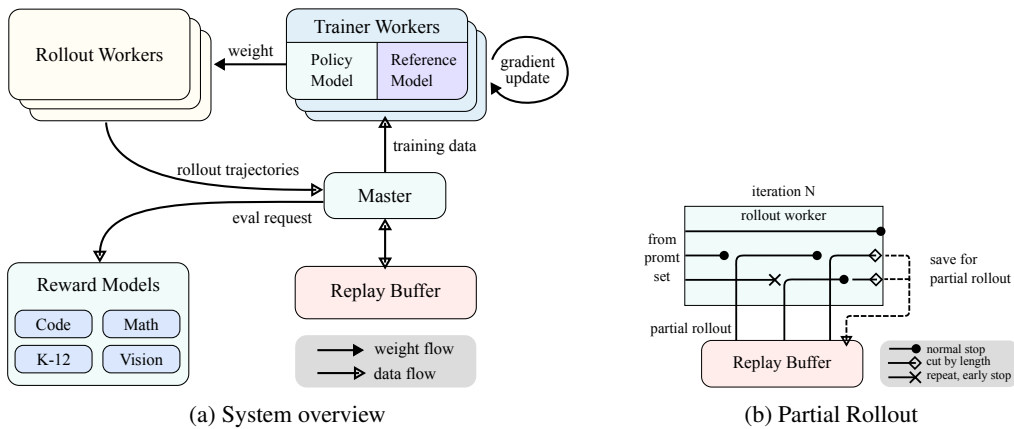 Rollout Workers
weight
Trainer Workers
Policy
Model
Reference
Model
gradient
update
training data
rollout trajectories
Master
eval request
Reward Models
Code
Math
K-12
Vision
Replay Buffer
weight flow
data flow
(a) System overview
iteration N
rollout worker
from
promt
set
save for
partial rollout
partial rollout
Replay Buffer
normal stop
cut by length
repeat, early stop
(b) Partial Rollout